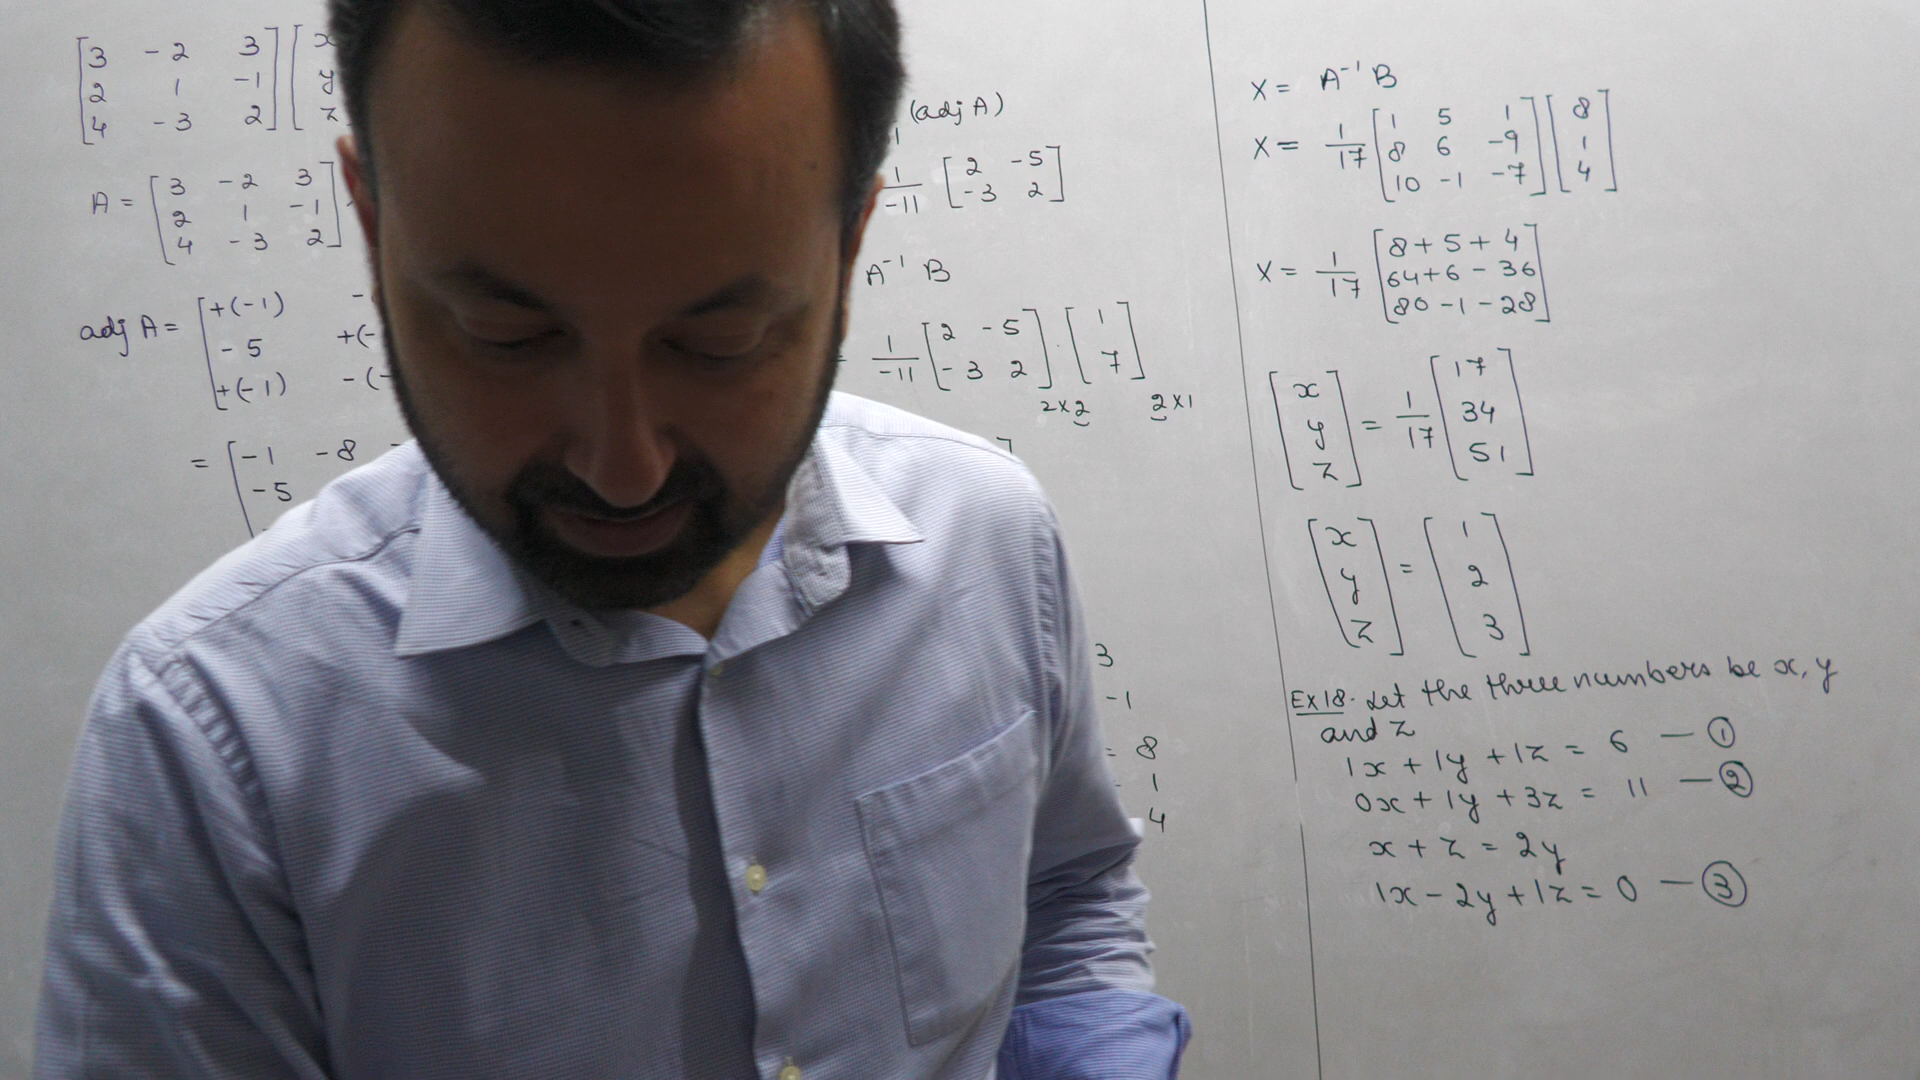 [3 -2 3] [x
[2 1 -1] [y
[4 -3 2] [z
A = [3 -2 3]
[2 1 -1]
[4 -3 2]
adj A = [+(-1) -
[-5 +(-
[+(-1) -(-
= [-1 -8 -
[-5
(adj A)
1/-11 [2 -5]
[-3 2]
A⁻¹ B
= 1/-11 [2 -5] . [1]
[-3 2] [7]
2x2 2x1
7
3
-1
= 8
1
4
X = A⁻¹ B
X = 1/17 [1 5 1] [8]
[8 6 -9] [1]
[10 -1 -7] [4]
X = 1/17 [8+5+4]
[64+6-36]
[80-1-28]
[x] = 1/17 [17]
[y] [34]
[z] [51]
[x] = [1]
[y] [2]
[z] [3]
Ex18. Let the three numbers be x, y
and z
1x + 1y + 1z = 6 — ①
0x + 1y + 3z = 11 — ②
x + z = 2y
1x - 2y + 1z = 0 — ③